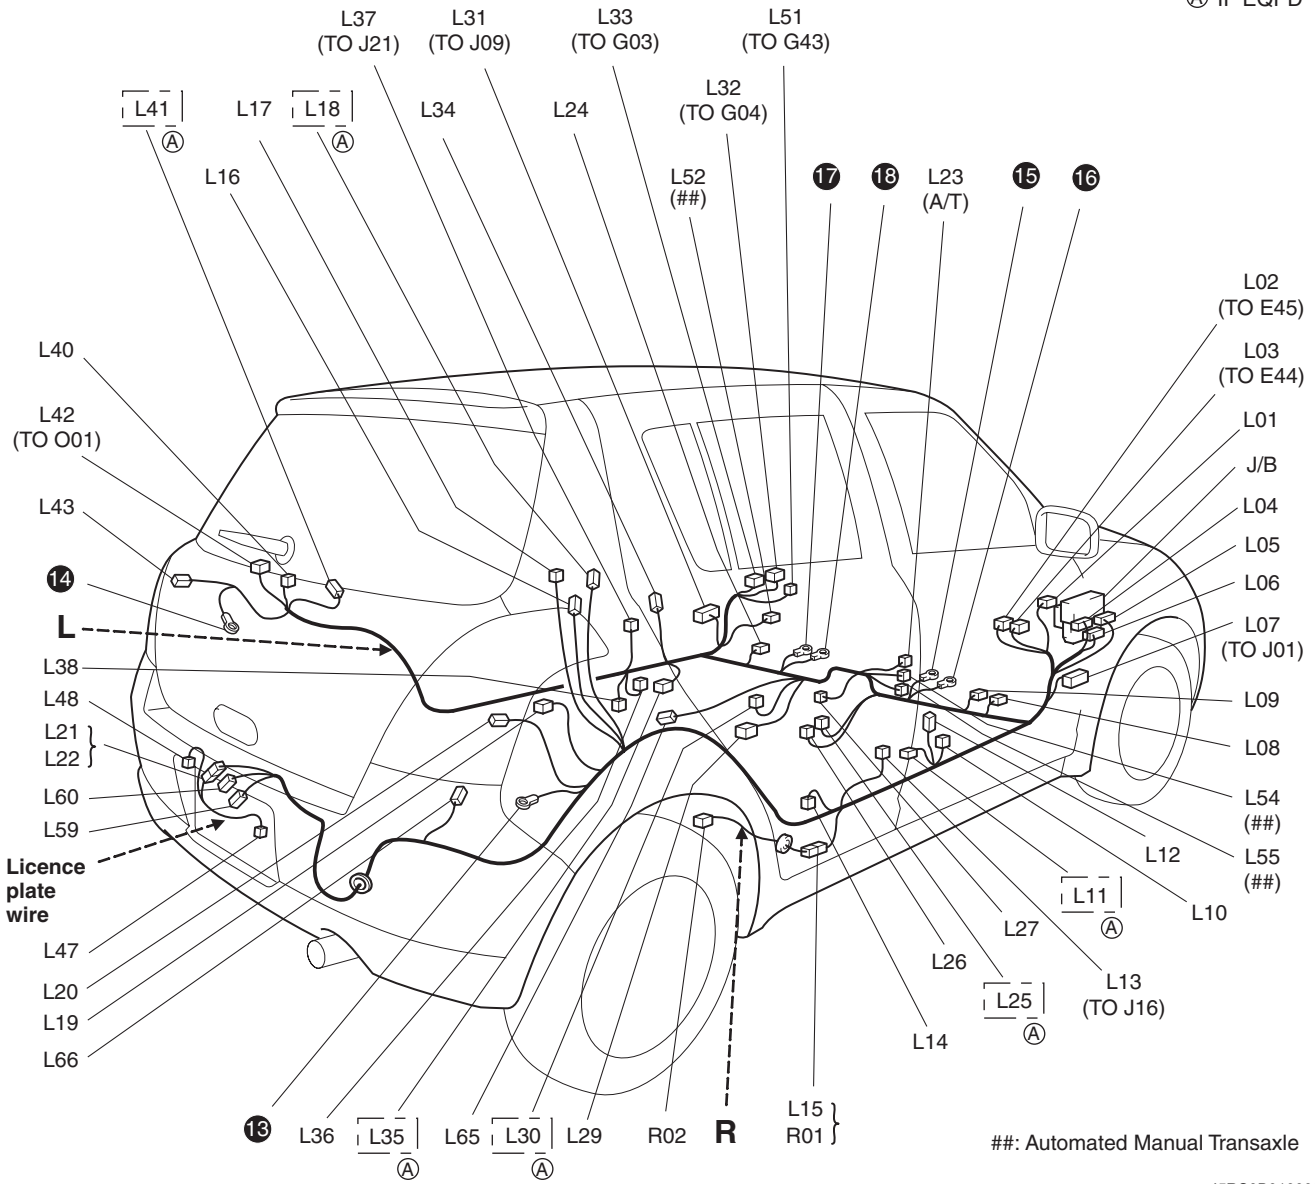 L37
(TO J21)
L31
(TO J09)
L33
(TO G03)
L51
(TO G43)
L41
A
L17
L18
A
L34
L24
L32
(TO G04)
L16
L52
(##)
17
18
L23
(A/T)
15
16
L02
(TO E45)
L03
(TO E44)
L01
J/B
L04
L05
L06
L07
(TO J01)
L09
L08
L54
(##)
L12
L55
(##)
L40
L42
(TO O01)
L43
14
L
L38
L48
L21
L22
L60
L59
Licence
plate
wire
L47
L20
L19
L66
L11
A
L10
L27
L26
L13
(TO J16)
L25
A
L14
13
L36
L35
A
L65
L30
A
L29
R02
R
L15
R01
##: Automated Manual Transaxle